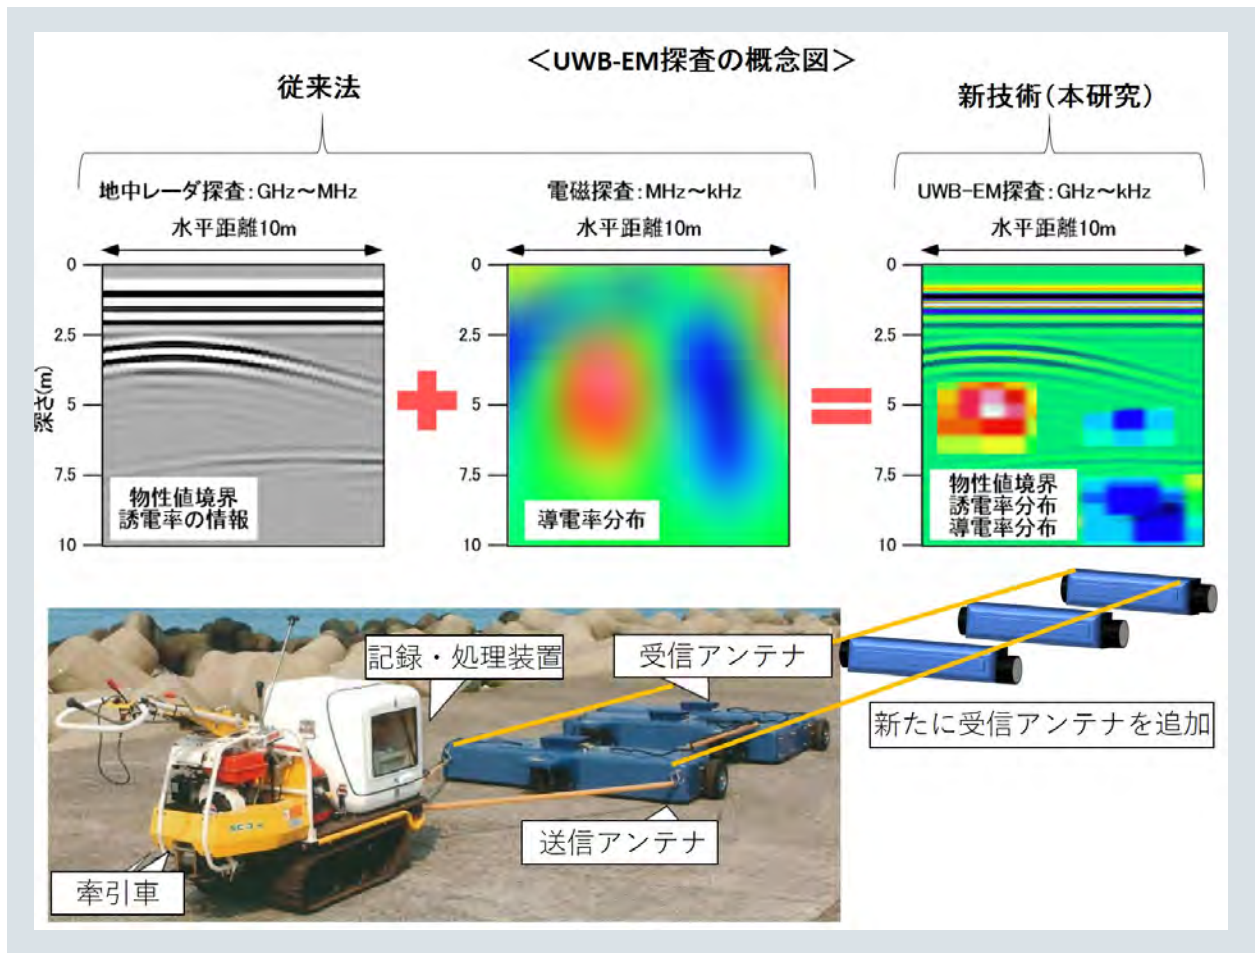 ＜UWB-EM探査の概念図＞
従来法
新技術(本研究)
地中レーダ探査:GHz～MHz
電磁探査:MHz～kHz
UWB-EM探査:GHz～kHz
水平距離10m
水平距離10m
水平距離10m
深さ(m)
0
2.5
5
7.5
10
物性値境界
誘電率の情報
0
2.5
5
7.5
10
導電率分布
0
2.5
5
7.5
10
物性値境界
誘電率分布
導電率分布
記録・処理装置
受信アンテナ
新たに受信アンテナを追加
送信アンテナ
牽引車